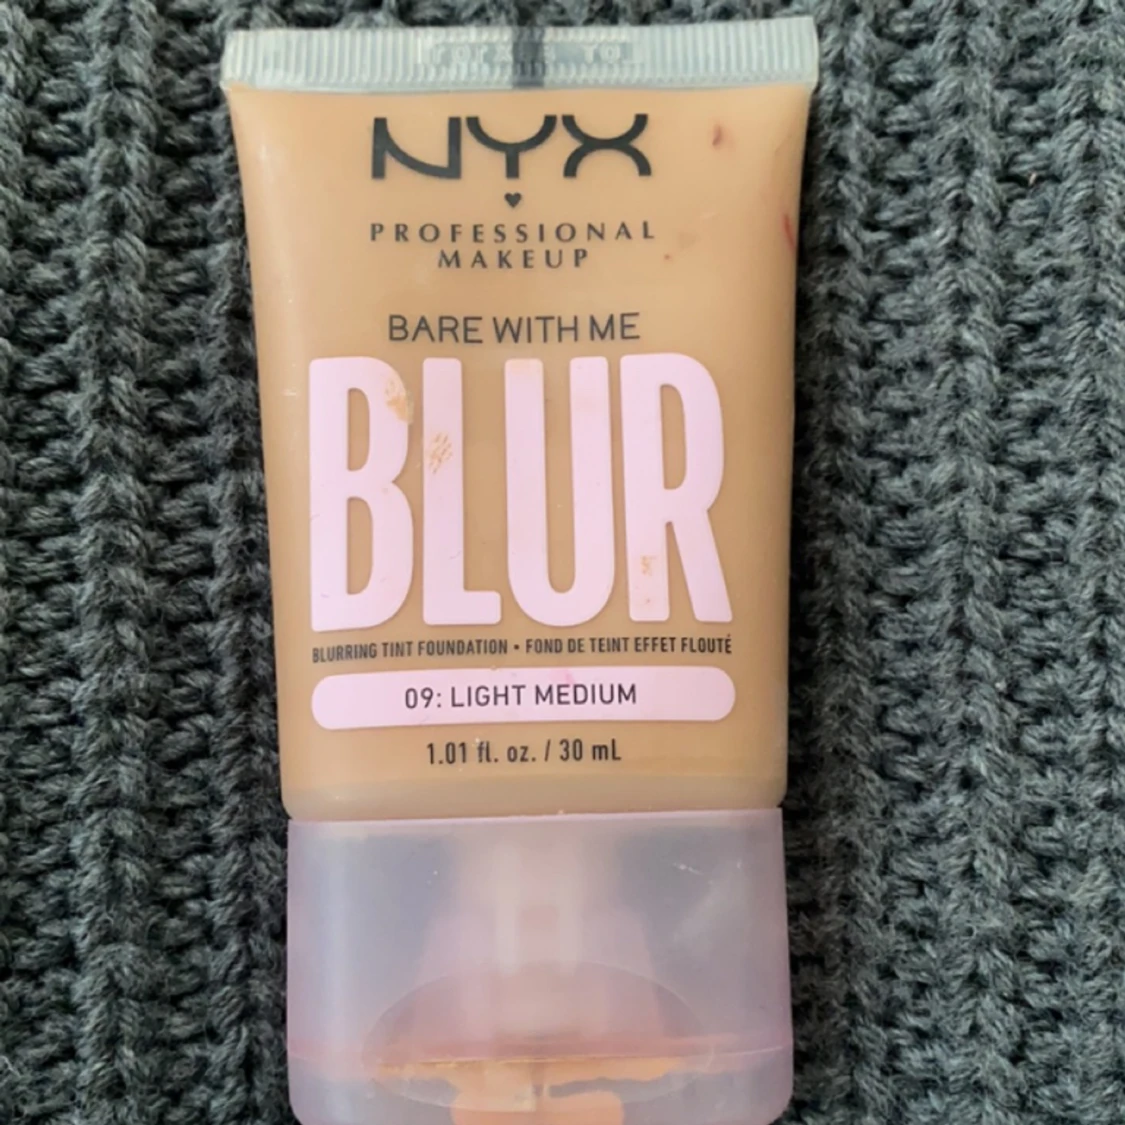 NYX
PROFESSIONAL
MAKEUP
BARE WITH ME
BLUR
BLURRING TINT FOUNDATION • FOND DE TEINT EFFET FLOUTÉ
09: LIGHT MEDIUM
1.01 fl. oz. / 30 mL